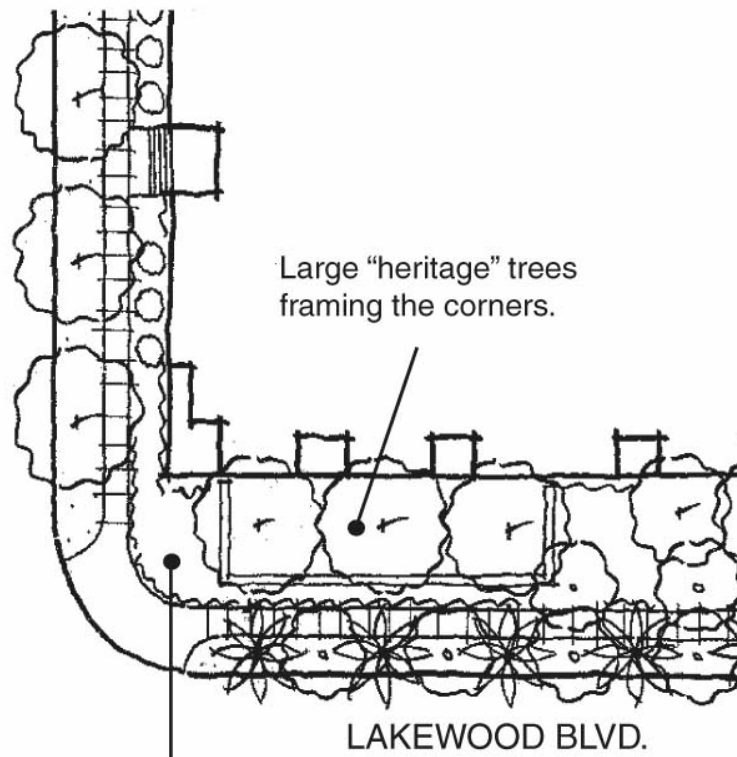 Large “heritage” trees
framing the corners.
LAKEWOOD BLVD.